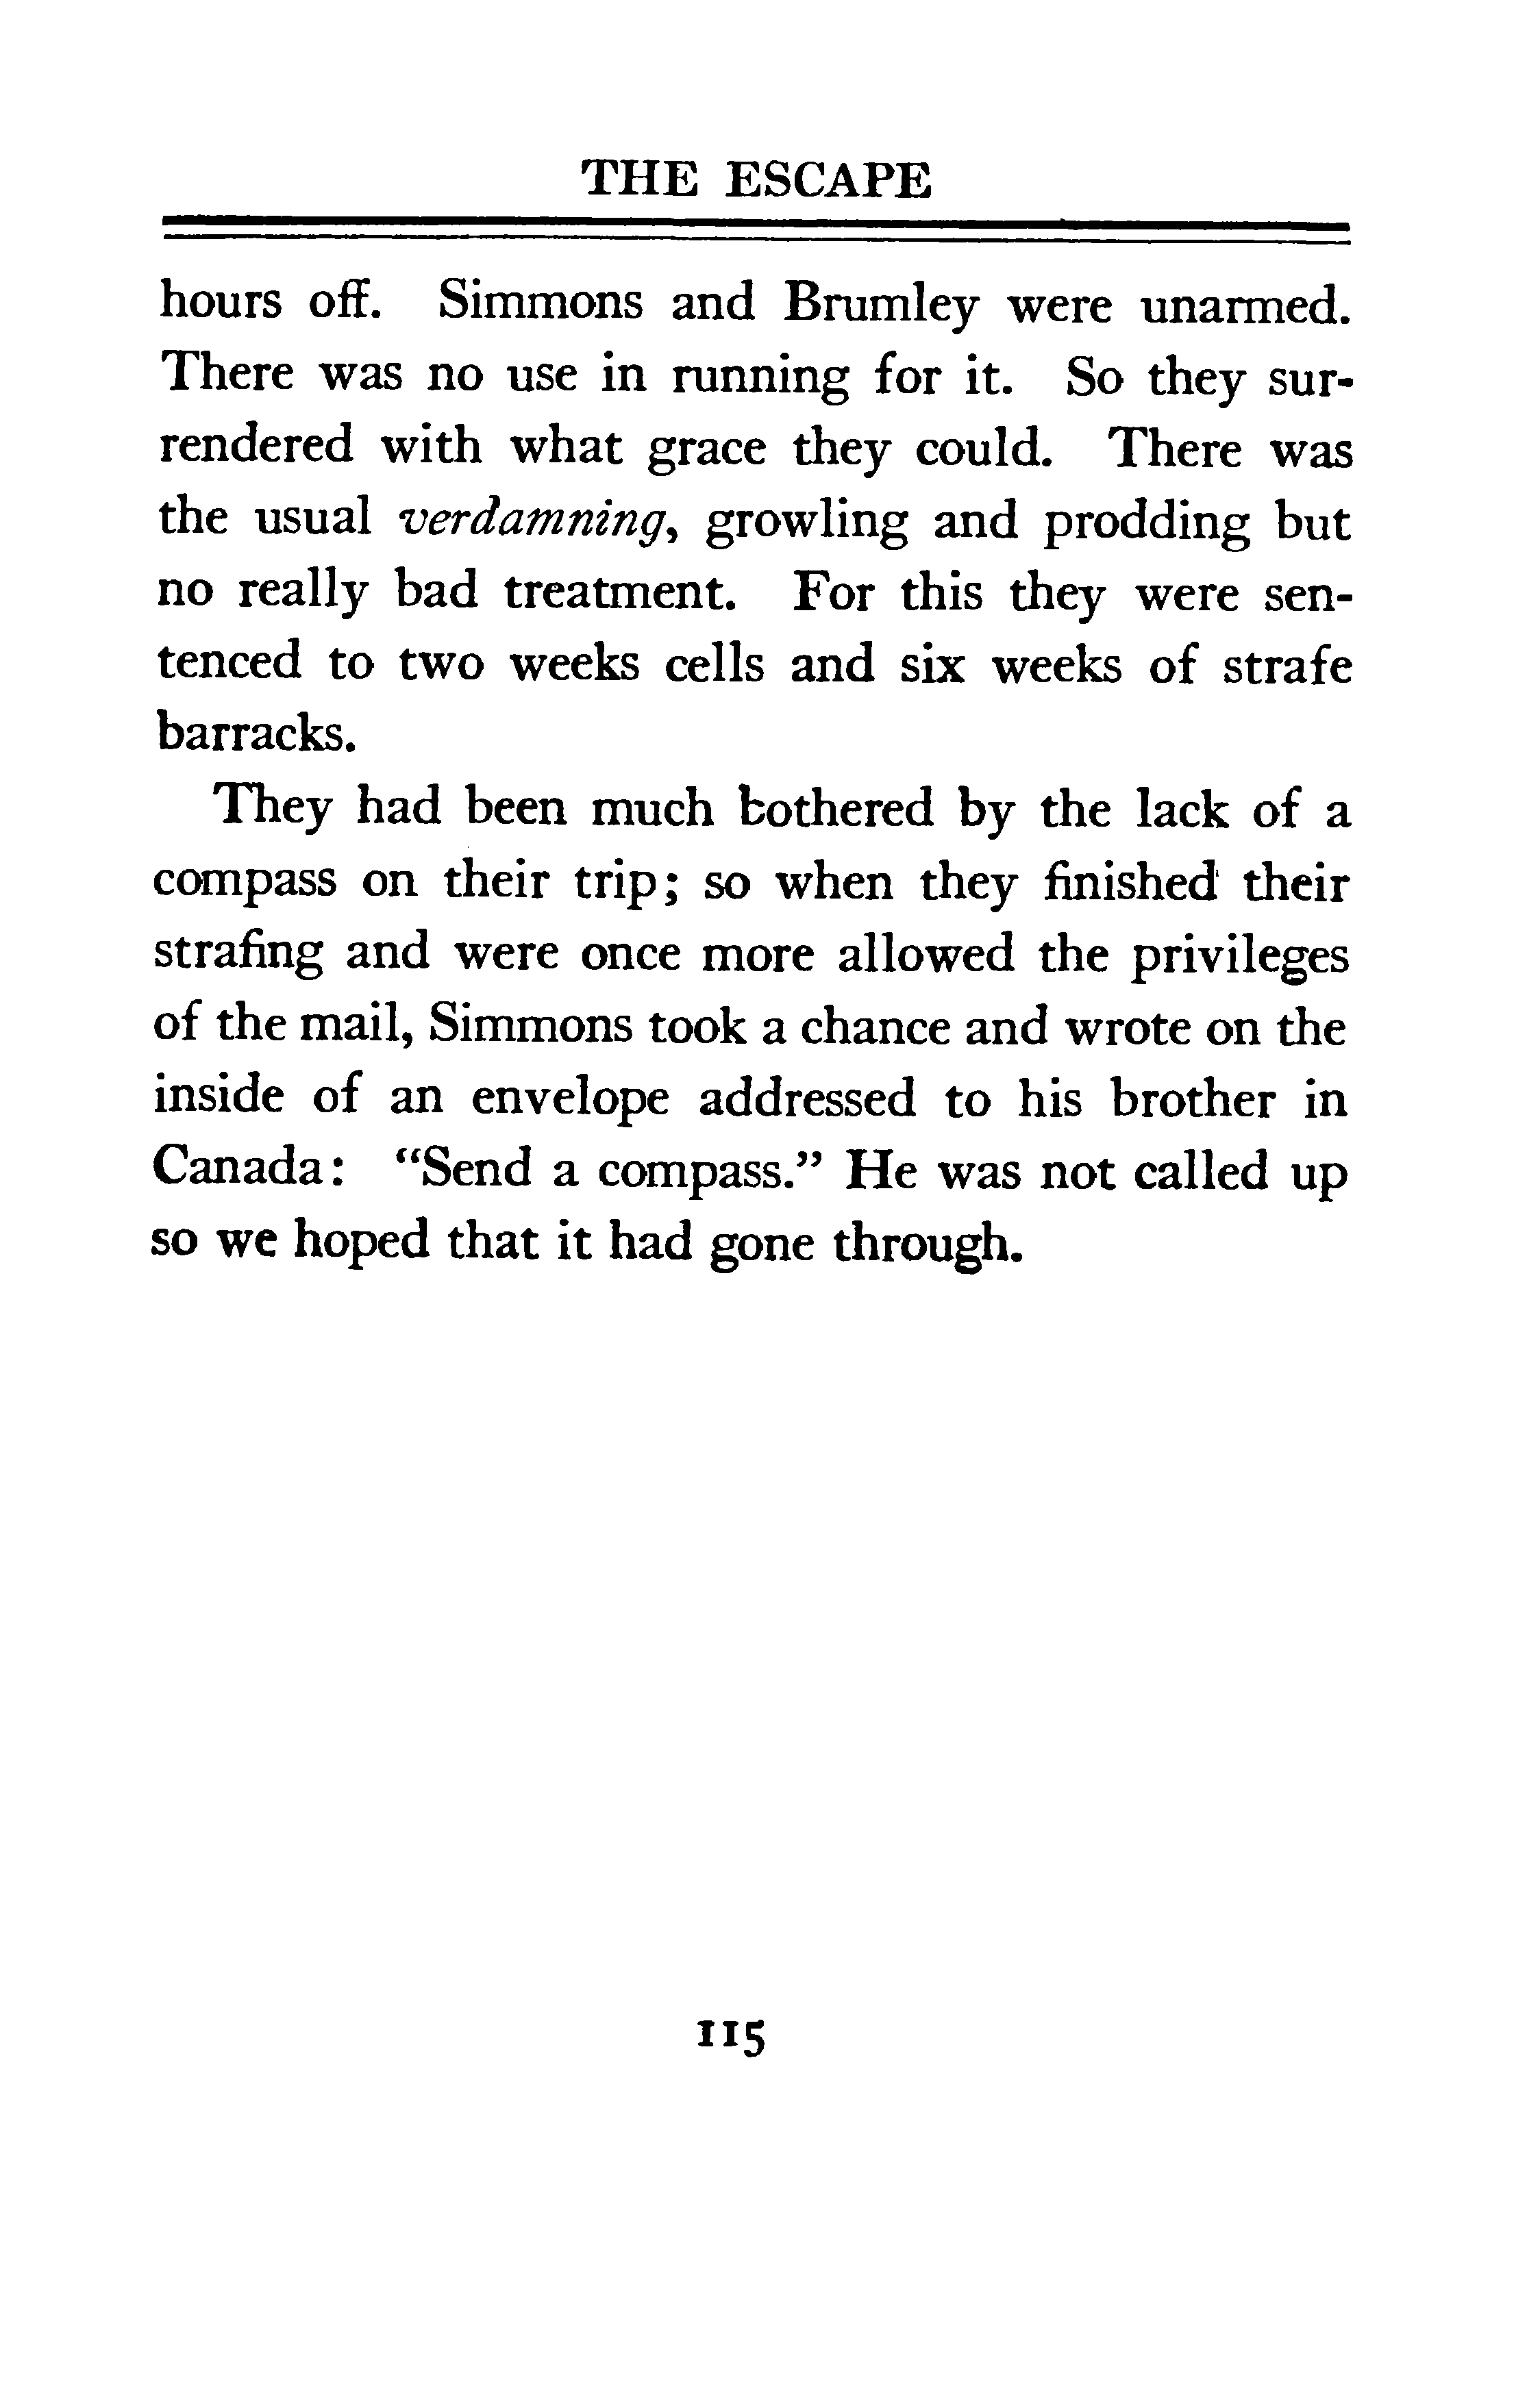 THE ESCAPE
hours off. Simmons and Brumley were unarmed.
There was no use in running for it. So they sur-
rendered with what grace they could. There was
the usual verdamning, growling and prodding but
no really bad treatment. For this they were sen-
tenced to two weeks cells and six weeks of strafe
barracks.
They had been much bothered by the lack of a
compass on their trip; so when they finished their
strafing and were once more allowed the privileges
of the mail, Simmons took a chance and wrote on the
inside of an envelope addressed to his brother in
Canada: “Send a compass.” He was not called up
so we hoped that it had gone through.
115